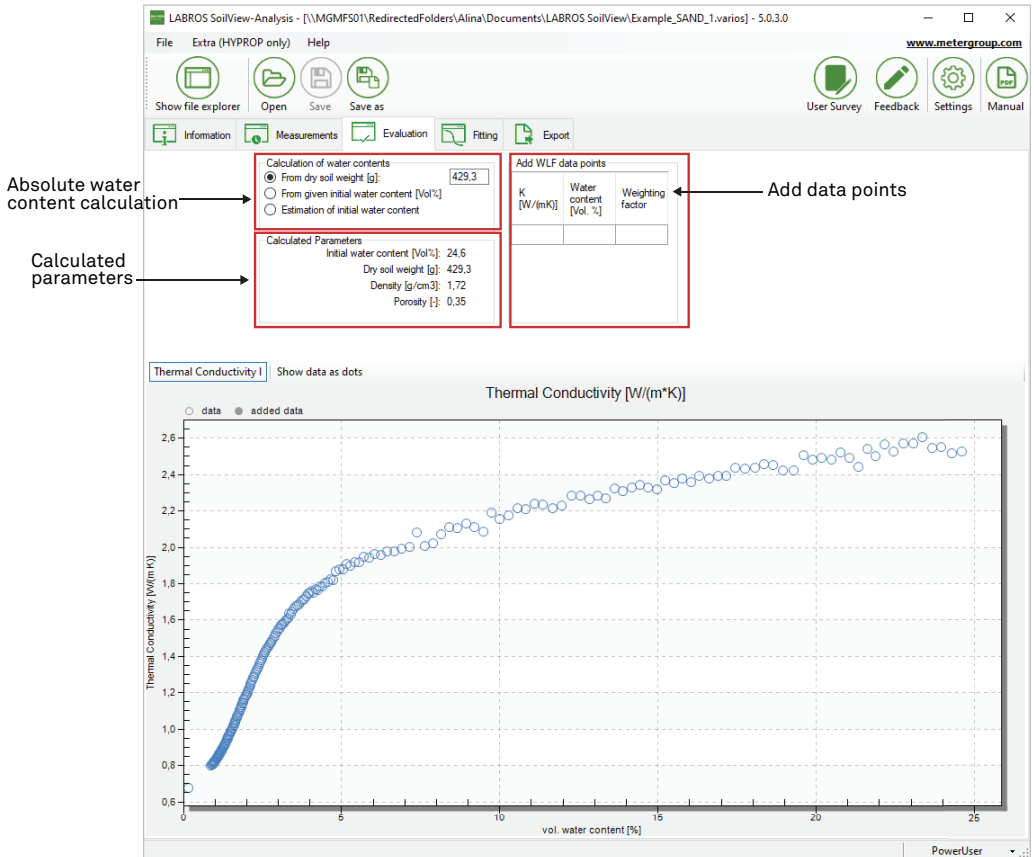 LABROS SoilView-Analysis - [\\MGMFS01\RedirectedFolders\Alina\Documents\LABROS SoilView\Example_SAND_1.varios] - 5.0.3.0
File Extra (HYPROP only) Help www.metergroup.com
Show file explorer Open Save Save as User Survey Feedback Settings PDF Manual
Information Measurements Evaluation Fitting Export
Calculation of water contents
From dry soil weight [g]: 429,3
From given initial water content [Vol%]
Estimation of initial water content
Calculated Parameters
Initial water content [Vol%]: 24,6
Dry soil weight [g]: 429,3
Density [g/cm3]: 1,72
Porosity [-]: 0,35
Add WLF data points
K [W/(mK)]
Water content [Vol. %]
Weighting factor
Absolute water
content calculation
Calculated
parameters
Add data points
Thermal Conductivity l Show data as dots
Thermal Conductivity [W/(m*K)]
data added data
2,6
2,4
2,2
2,0
1,8
1,6
1,4
1,2
1,0
0,8
0,6
Thermal Conductivity [W/(m K)]
0 5 10 15 20 25
vol. water content [%]
PowerUser